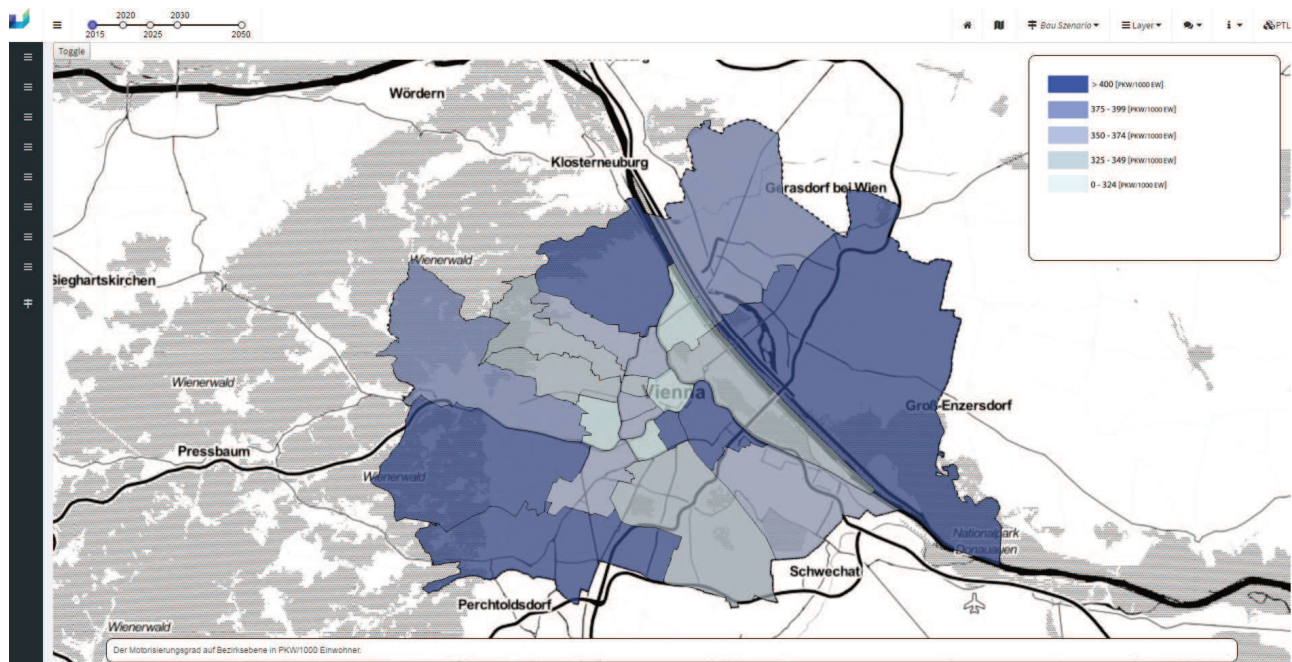 2020 2030
2015 2025 2050
Bau Szenario Layer i PTL
Toggle
> 400 [PKW/1000 EW]
375 - 399 [PKW/1000 EW]
350 - 374 [PKW/1000 EW]
325 - 349 [PKW/1000 EW]
0 - 324 [PKW/1000 EW]
Wördern
Klosterneuburg
Gerasdorf bei Wien
Wienerwald
Sieghartskirchen
Wienerwald
Vienna
Groß-Enzersdorf
Pressbaum
Wienerwald
Nationalpark
Donauauen
Schwechat
Perchtoldsdorf
Wienerwald
Der Motorisierungsgrad auf Bezirksebene in PKW/1000 Einwohner.